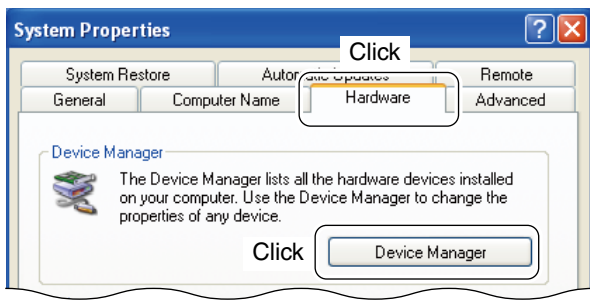 System Properties
Click
System Restore Automatic Updates Remote
General Computer Name Hardware Advanced
Device Manager
The Device Manager lists all the hardware devices installed
on your computer. Use the Device Manager to change the
properties of any device.
Click Device Manager